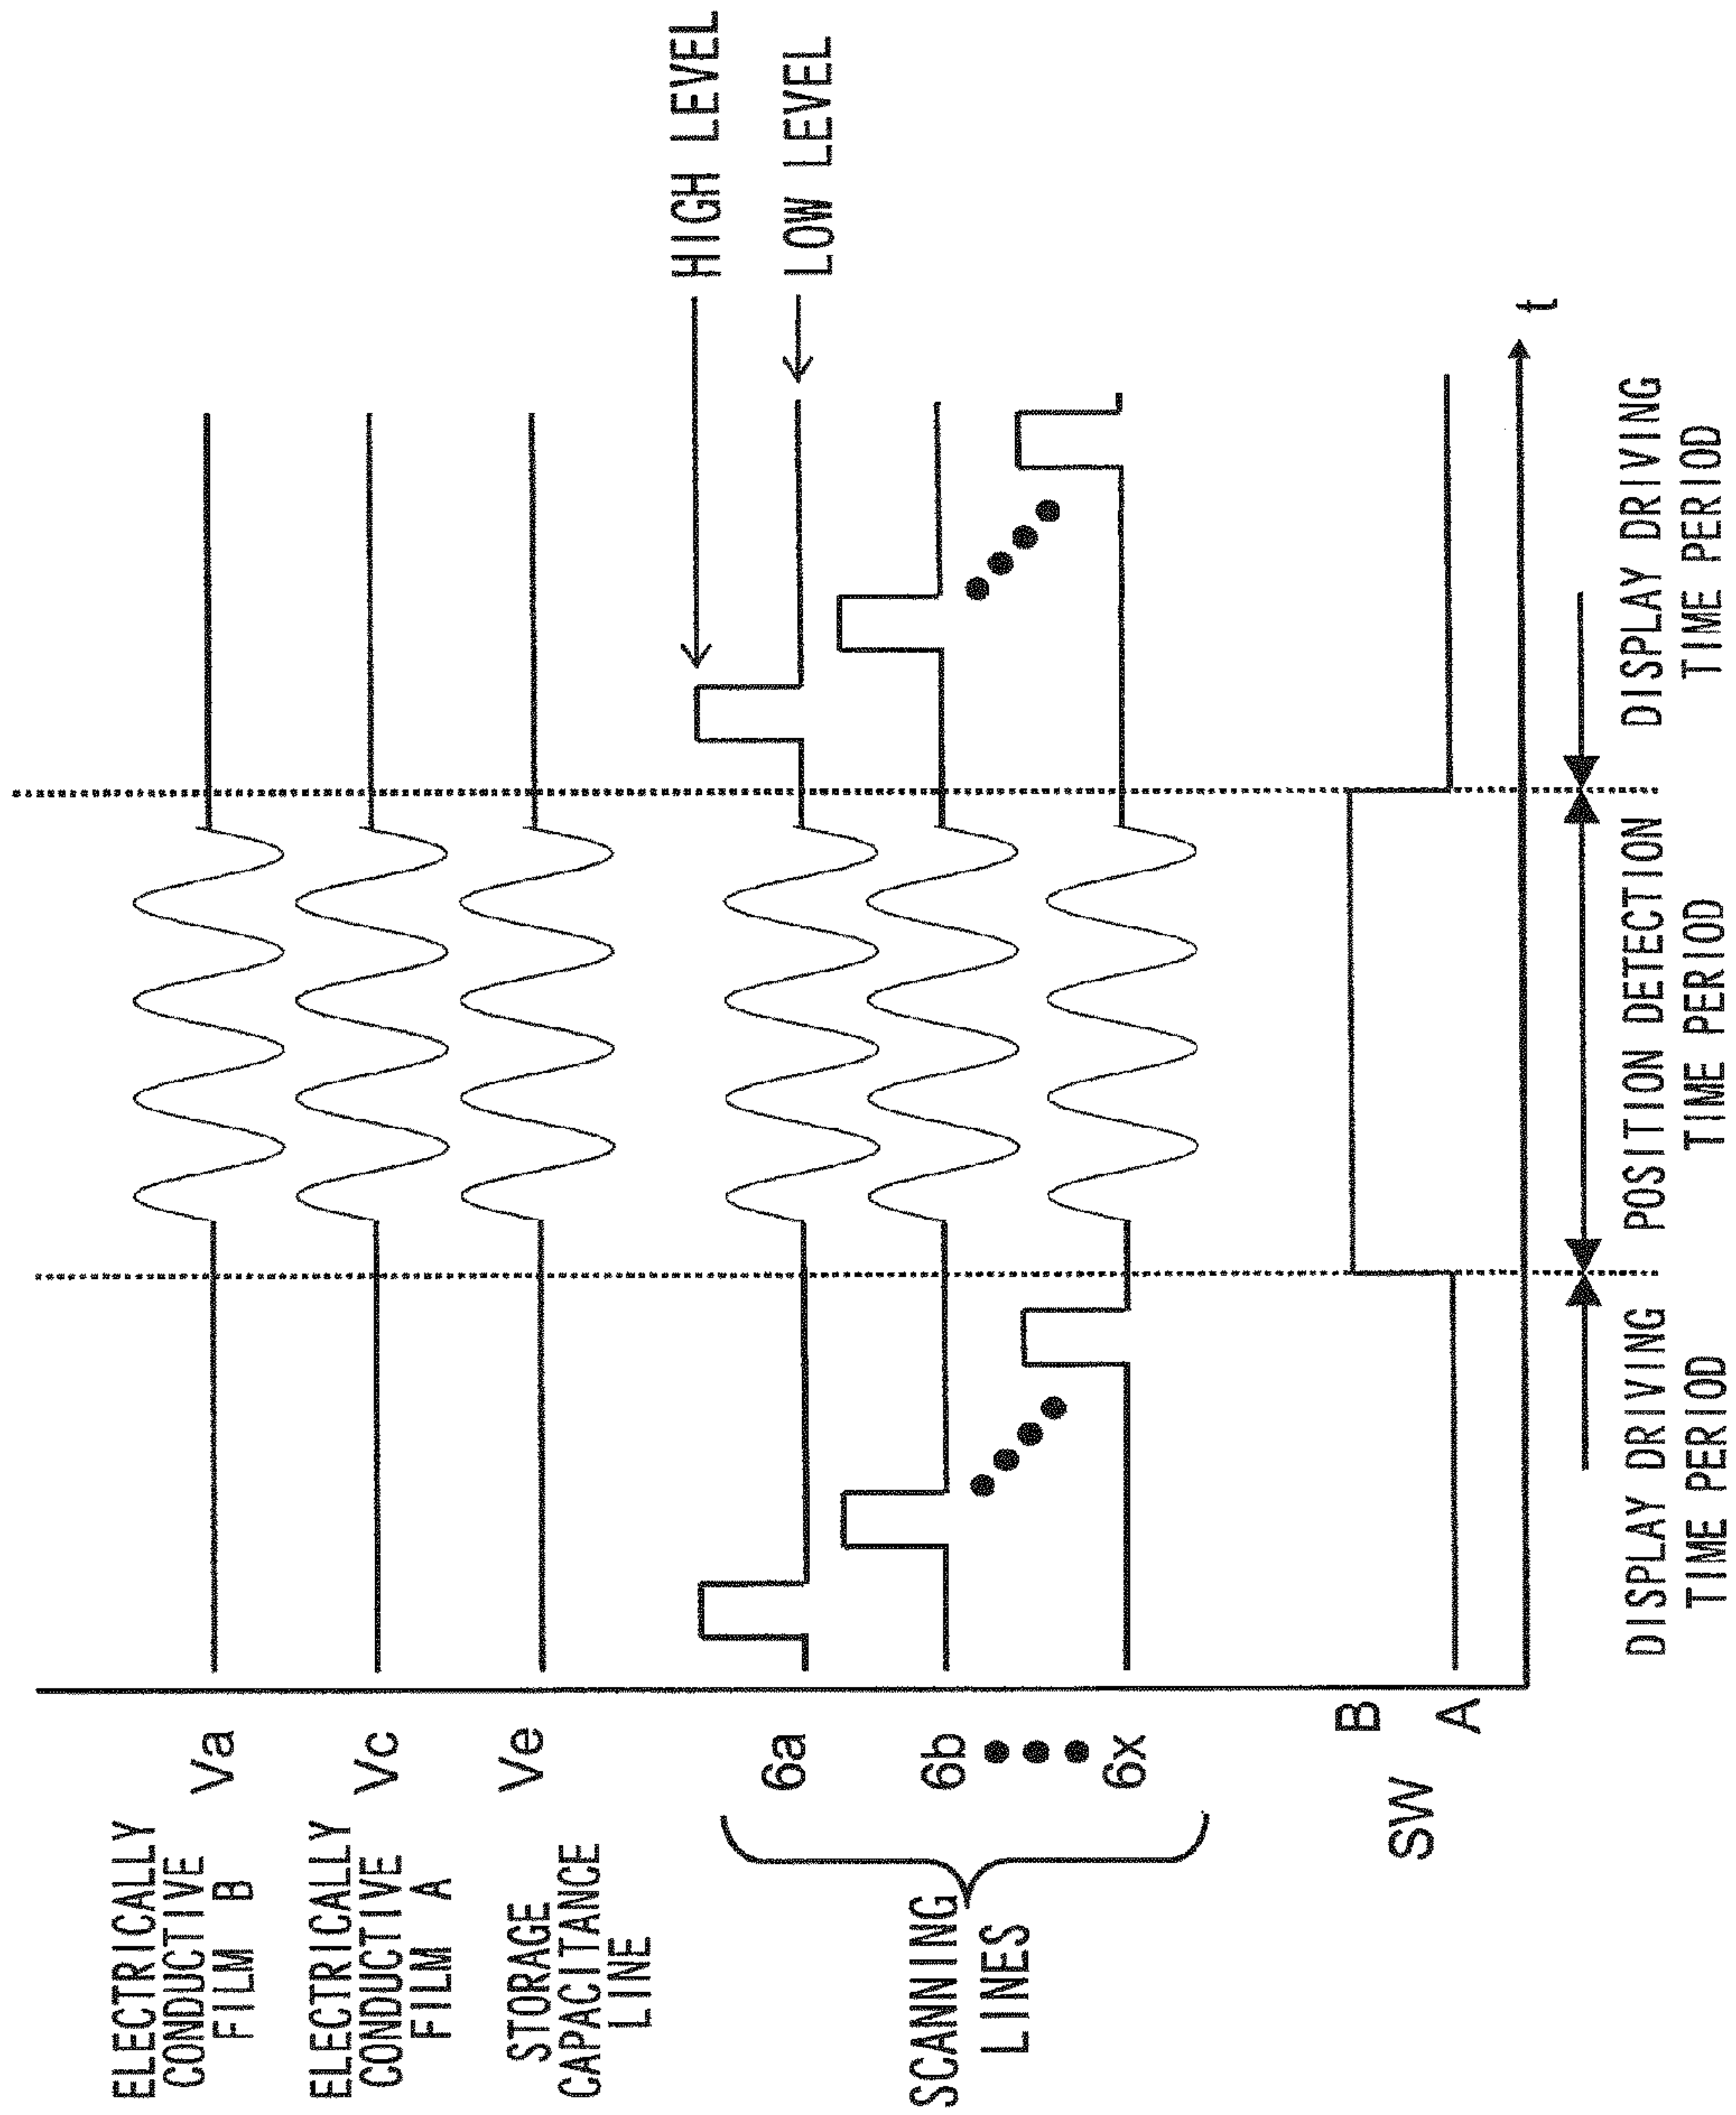 ELECTRICALLY
CONDUCTIVE
FILM B
Va
ELECTRICALLY
CONDUCTIVE
FILM A
Vc
STORAGE
CAPACITANCE
LINE
Ve
HIGH LEVEL
LOW LEVEL
SCANNING
LINES
6a
6b
6x
SW
B
A
t
DISPLAY DRIVING
TIME PERIOD
POSITION DETECTION
TIME PERIOD
DISPLAY DRIVING
TIME PERIOD